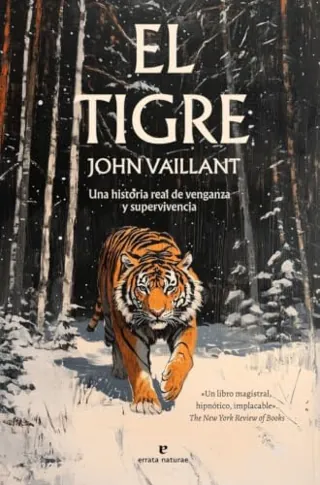 EL
TIGRE
JOHN VAILLANT
Una historia real de venganza
y supervivencia
«Un libro magistral,
hipnótico, implacable».
The New York Review of Books
e
errata naturae